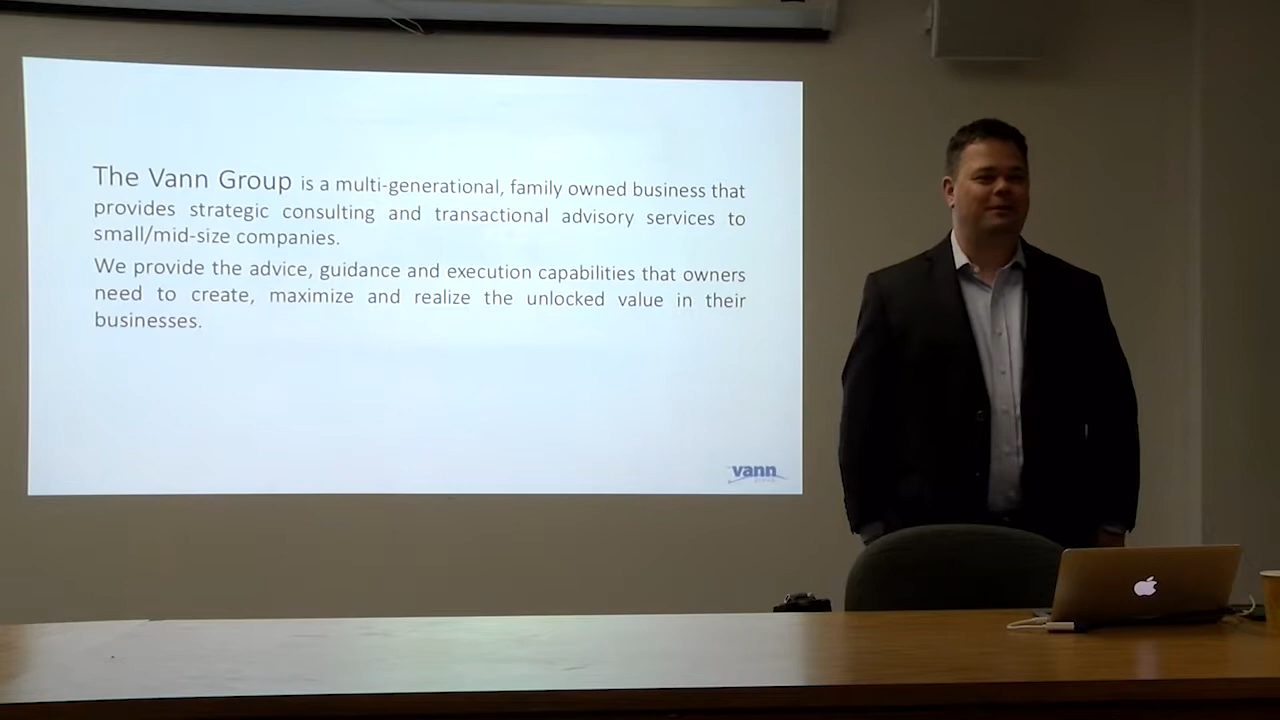 The Vann Group is a multi-generational, family owned business that
provides strategic consulting and transactional advisory services to
small/mid-size companies.
We provide the advice, guidance and execution capabilities that owners
need to create, maximize and realize the unlocked value in their
businesses.
vann